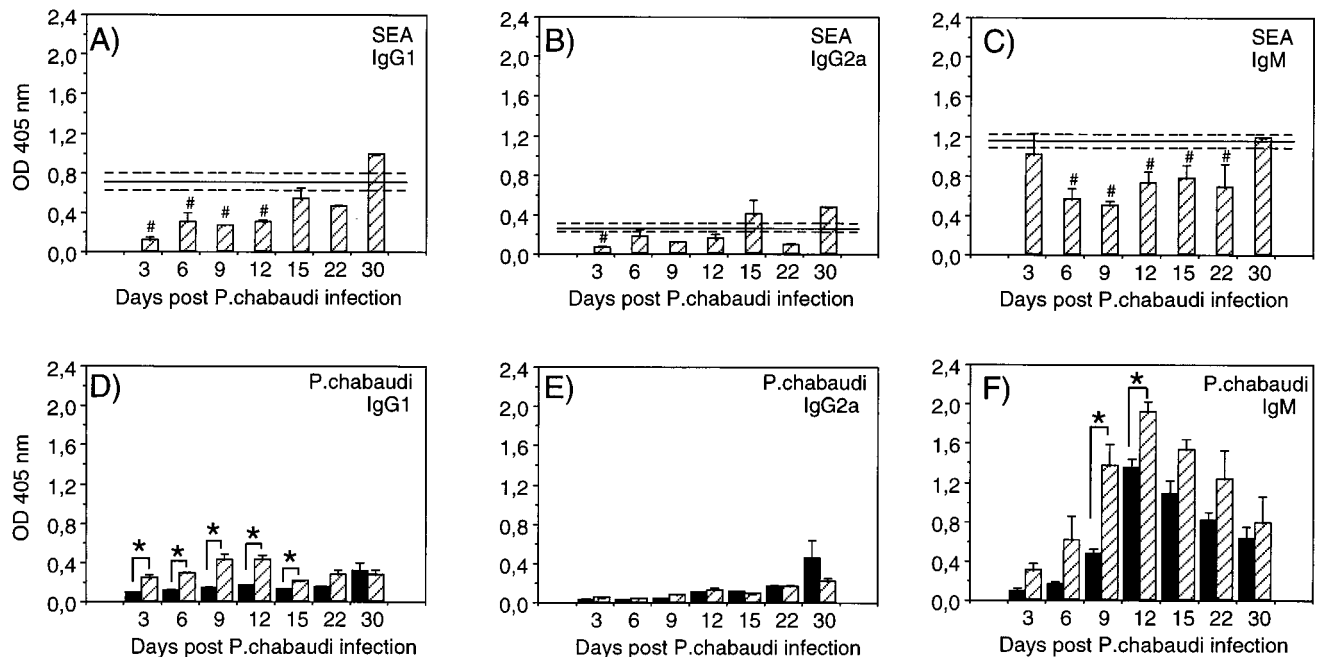 A)
SEA
IgG1
2,4
2,0
1,6
1,2
0,8
0,4
0,0
OD 405 nm
# # # #
3 6 9 12 15 22 30
Days post P.chabaudi infection
B)
SEA
IgG2a
2,4
2,0
1,6
1,2
0,8
0,4
0,0
#
3 6 9 12 15 22 30
Days post P.chabaudi infection
C)
SEA
IgM
2,4
2,0
1,6
1,2
0,8
0,4
0,0
# # # # #
3 6 9 12 15 22 30
Days post P.chabaudi infection
D)
P.chabaudi
IgG1
2,4
2,0
1,6
1,2
0,8
0,4
0,0
OD 405 nm
* * * * *
3 6 9 12 15 22 30
Days post P.chabaudi infection
E)
P.chabaudi
IgG2a
2,4
2,0
1,6
1,2
0,8
0,4
0,0
3 6 9 12 15 22 30
Days post P.chabaudi infection
F)
P.chabaudi
IgM
2,4
2,0
1,6
1,2
0,8
0,4
0,0
* *
3 6 9 12 15 22 30
Days post P.chabaudi infection